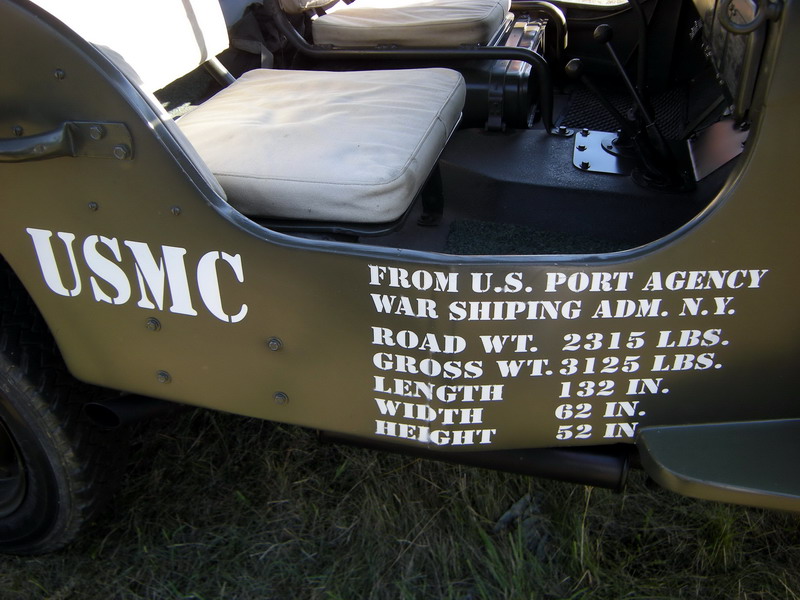 USMC
FROM U.S. PORT AGENCY
WAR SHIPING ADM. N.Y.
ROAD WT. 2315 LBS.
GROSS WT. 3125 LBS.
LENGTH 132 IN.
WIDTH 62 IN.
HEIGHT 52 IN